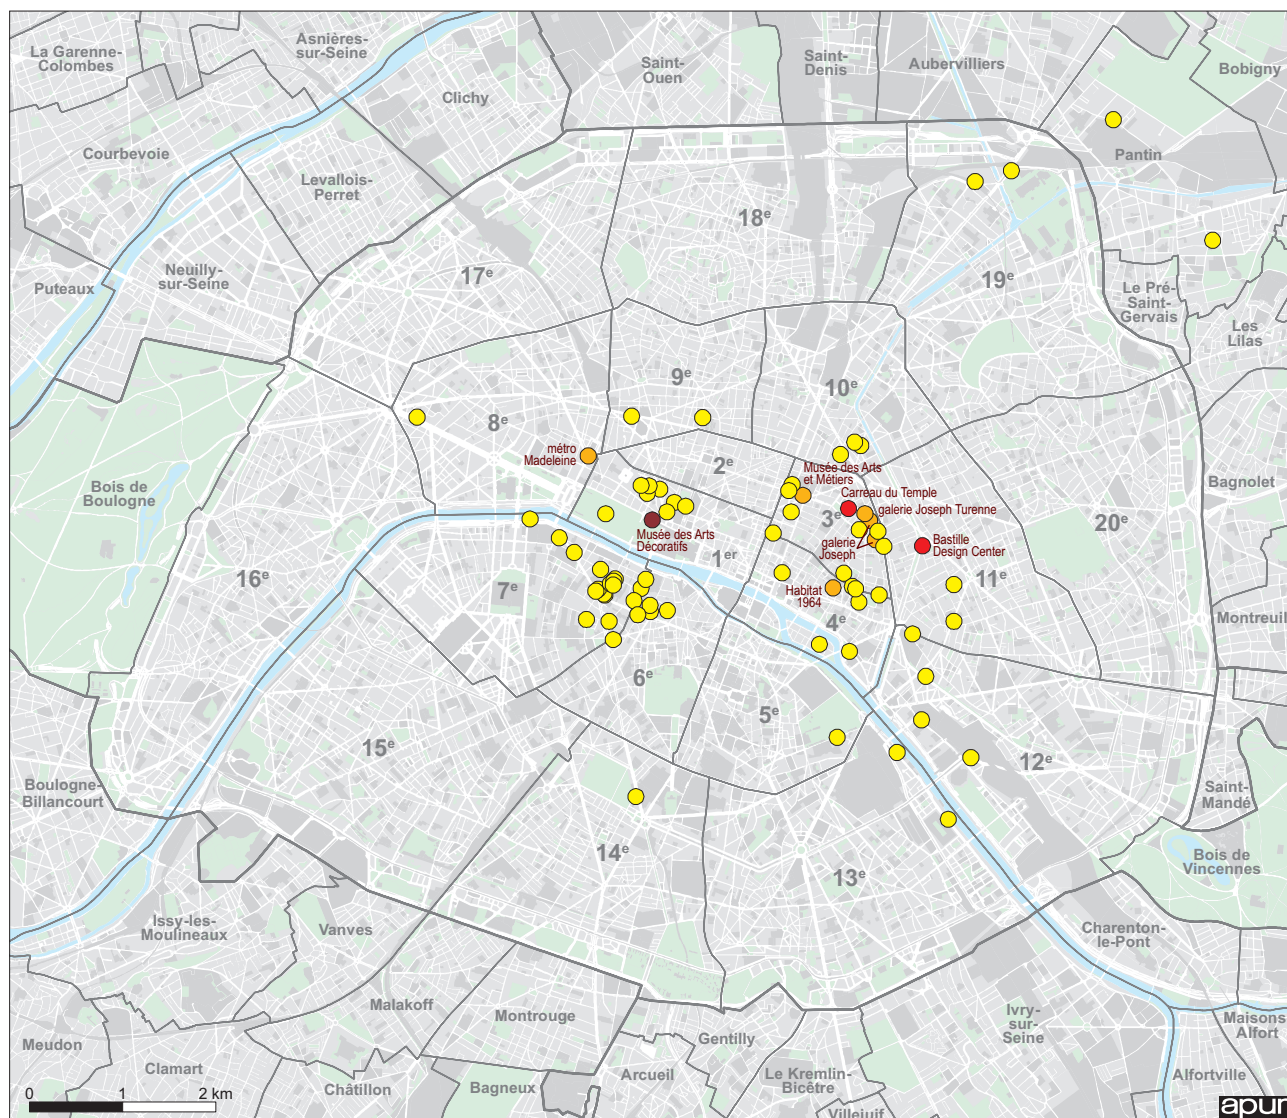 La Garenne-
Colombes
Asnières-
sur-Seine
Clichy
Saint-
Ouen
Saint-
Denis
Aubervilliers
Bobigny
Courbevoie
Levallois-
Perret
Pantin
Puteaux
Neuilly-
sur-Seine
17e
18e
19e
Le Pré-
Saint-
Gervais
Les
Lilas
9e
10e
8e
métro
Madeleine
2e
Musée des Arts
et Métiers
Carreau du Temple
galerie Joseph Turenne
3e
Bois de
Boulogne
Bagnolet
20e
Musée des Arts
Décoratifs
1er
galerie
Joseph
Bastille
Design Center
16e
7e
Habitat
1964
11e
4e
Montreuil
6e
5e
15e
12e
Boulogne-
Billancourt
Saint-
Mandé
14e
13e
Bois de
Vincennes
Issy-les-
Moulineaux
Vanves
Charenton-
le-Pont
Malakoff
Montrouge
Gentilly
Ivry-
sur-
Seine
Maisons
Alfort
Meudon
Clamart
Châtillon
Bagneux
Arcueil
Le Kremlin-
Bicêtre
Villejuif
Alfortville
0 1 2 km
apur